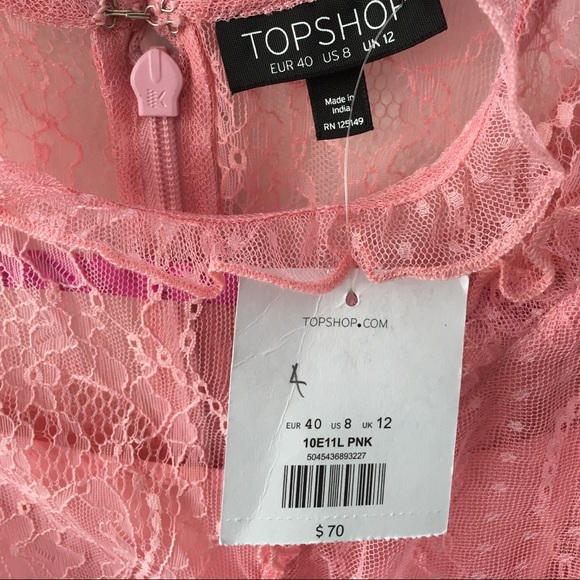 TOPSHOP
EUR 40 US 8 UK 12
Made in
India
RN 125149
TOPSHOP.COM
4
EUR 40 US 8 UK 12
10E11L PNK
5045436893227
$70